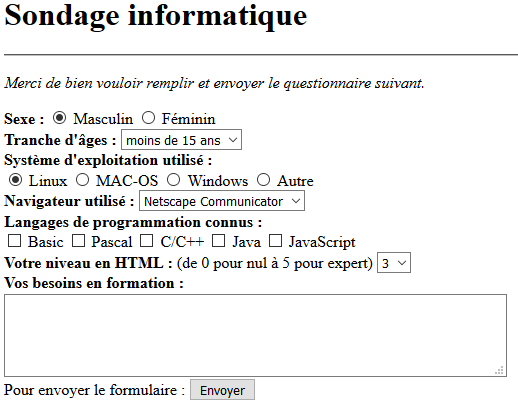 Sondage informatique
Merci de bien vouloir remplir et envoyer le questionnaire suivant.
Sexe : Masculin Féminin
Tranche d'âges : moins de 15 ans
Système d'exploitation utilisé :
Linux MAC-OS Windows Autre
Navigateur utilisé : Netscape Communicator
Langages de programmation connus :
Basic Pascal C/C++ Java JavaScript
Votre niveau en HTML : (de 0 pour nul à 5 pour expert) 3
Vos besoins en formation :
Pour envoyer le formulaire : Envoyer